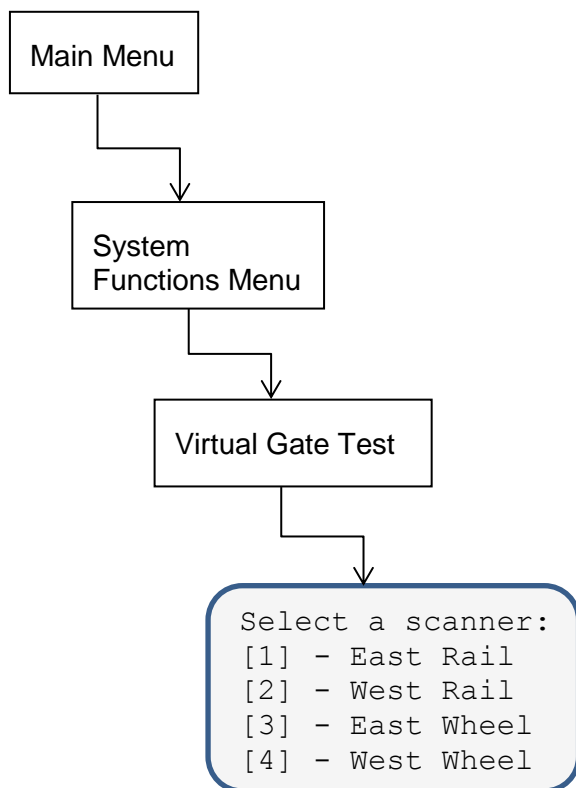 Main Menu
System
Functions Menu
Virtual Gate Test
Select a scanner:
[1] - East Rail
[2] - West Rail
[3] - East Wheel
[4] - West Wheel